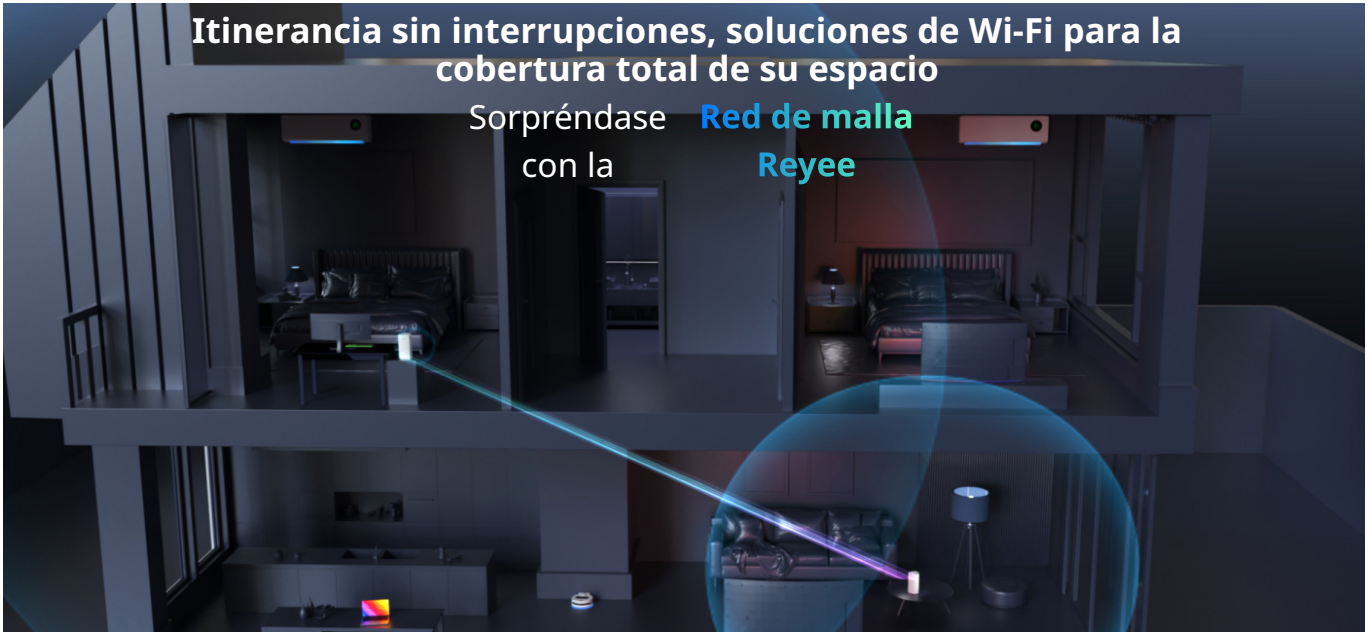 Itinerancia sin interrupciones, soluciones de Wi-Fi para la
cobertura total de su espacio
Sorpréndase
con la
Red de malla
Reyee